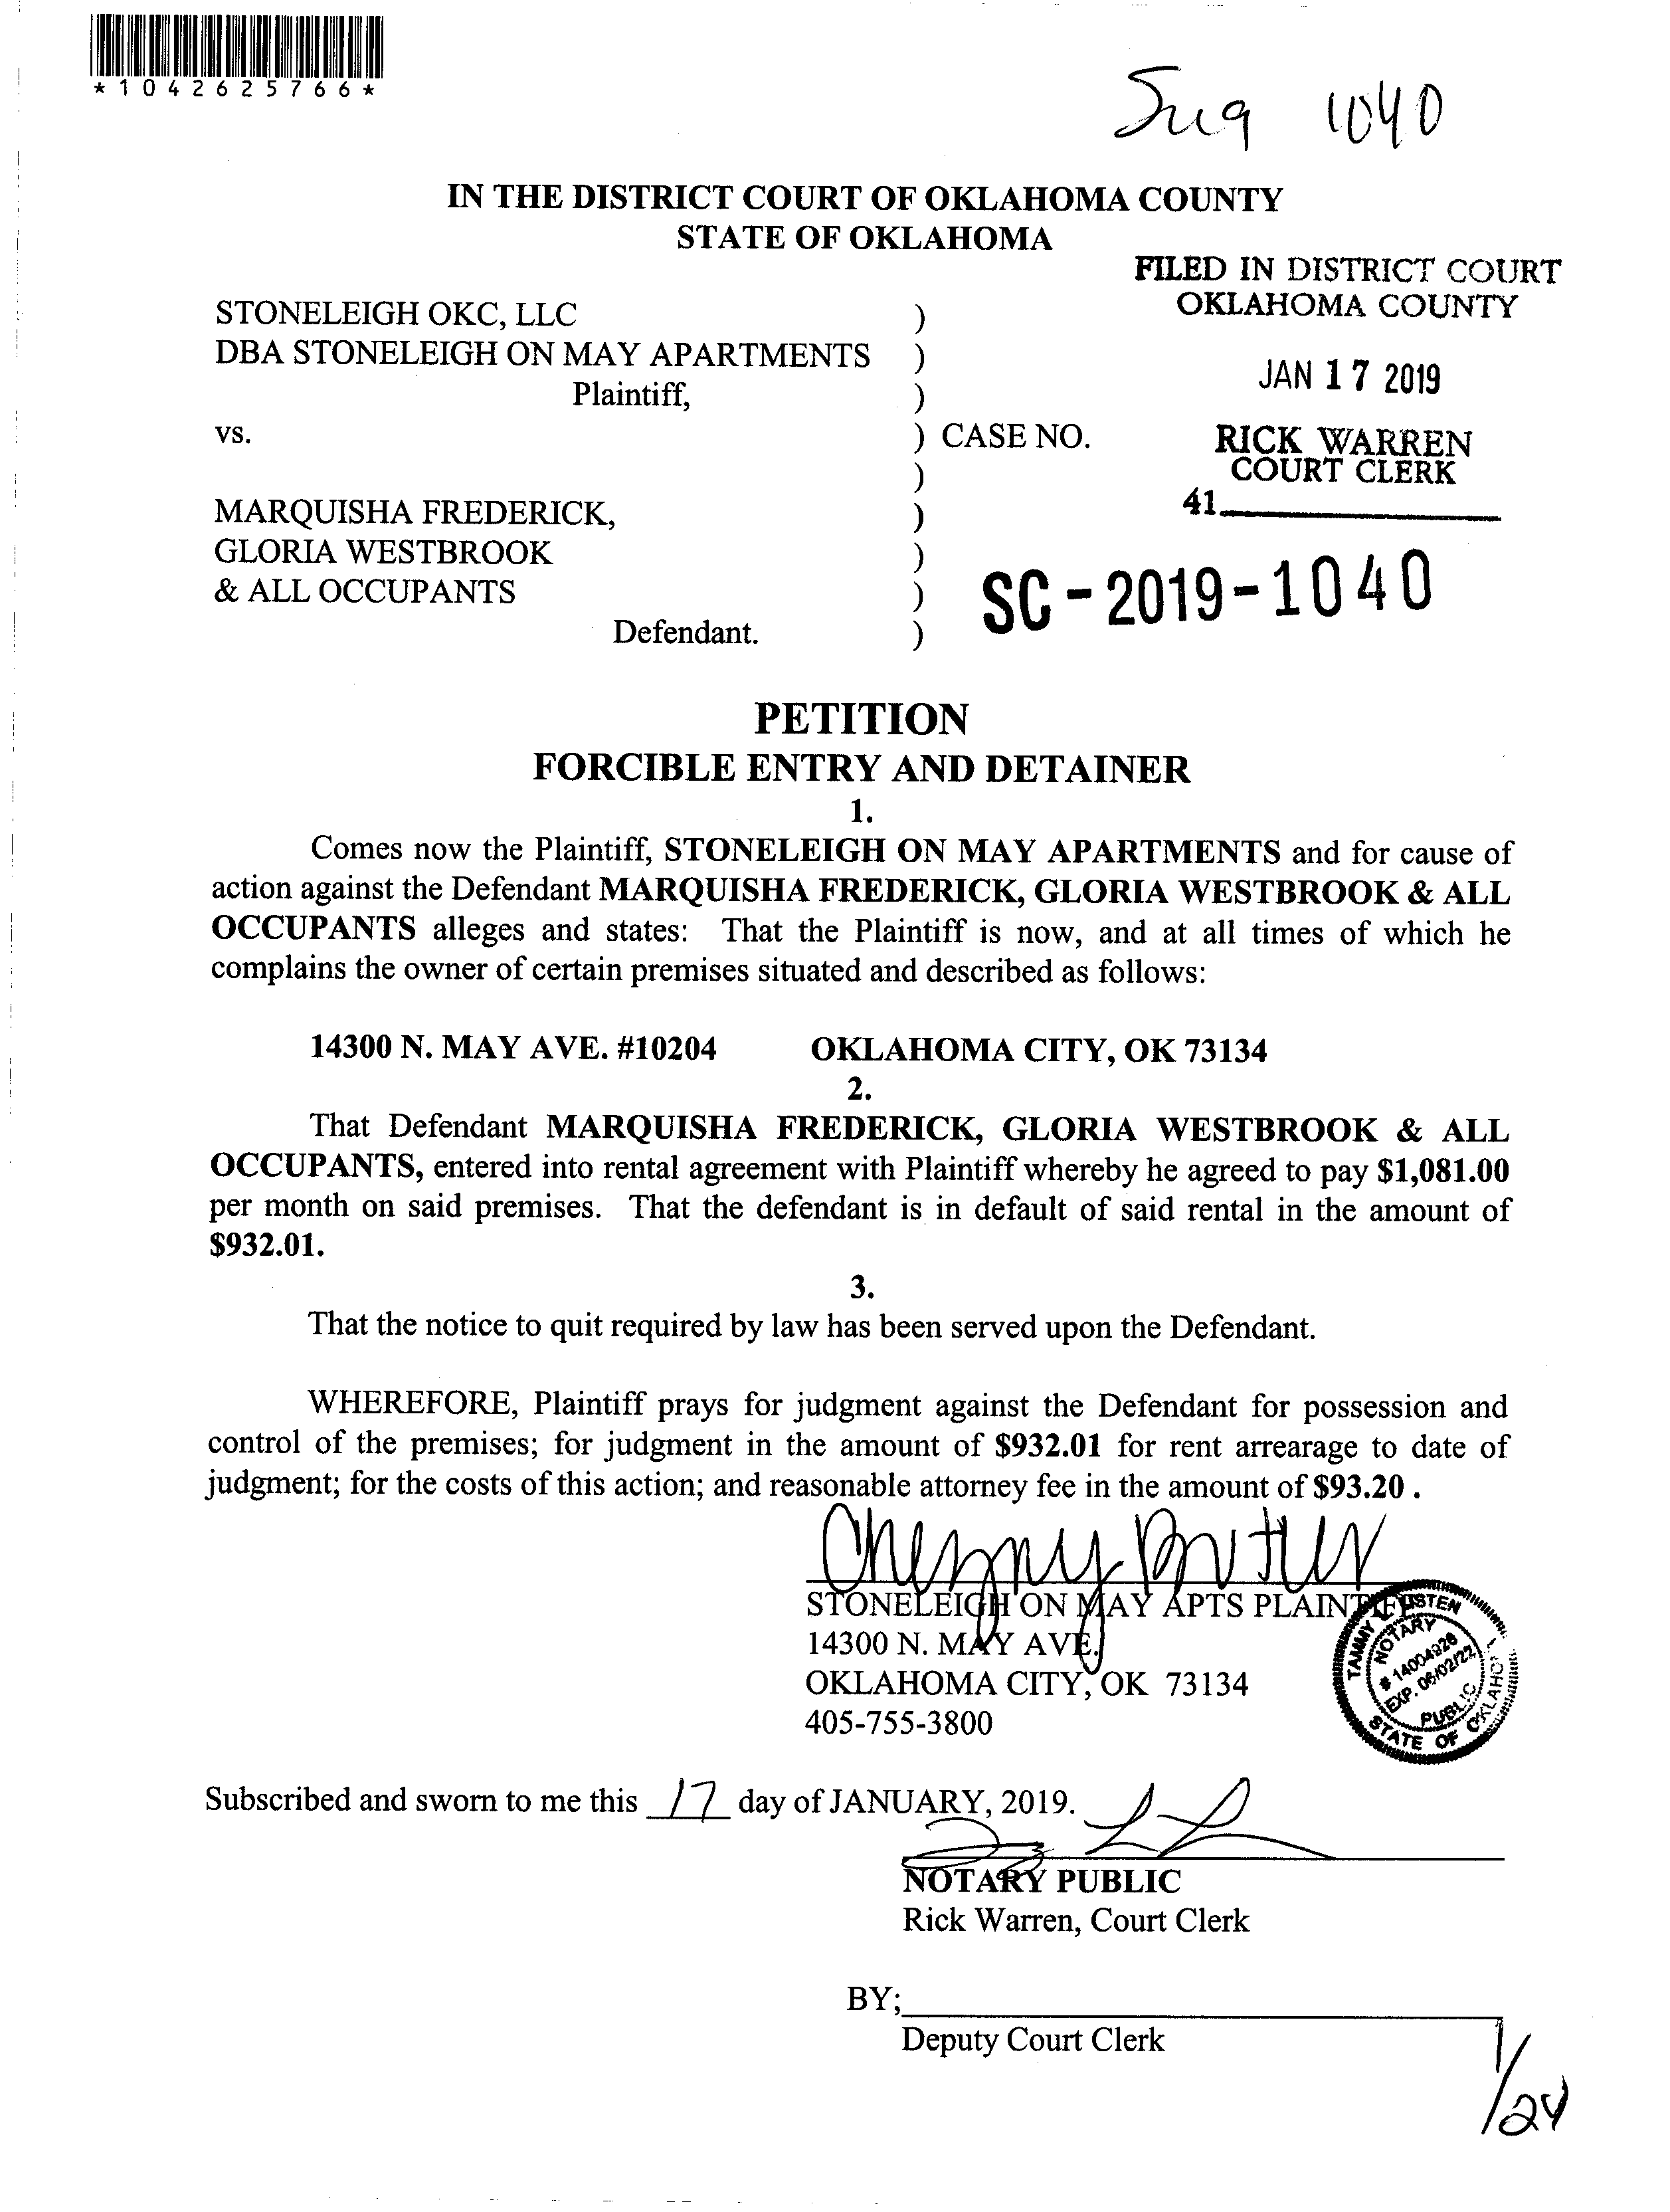 *1042625766*
1040
IN THE DISTRICT COURT OF OKLAHOMA COUNTY
STATE OF OKLAHOMA
FILED IN DISTRICT COURT
OKLAHOMA COUNTY
STONELEIGH OKC, LLC )
DBA STONELEIGH ON MAY APARTMENTS )
JAN 17 2019
Plaintiff, )
vs. ) CASE NO.
RICK WARREN
COURT CLERK
)
41
MARQUISHA FREDERICK, )
GLORIA WESTBROOK )
& ALL OCCUPANTS )
SC-2019-1040
Defendant. )
PETITION
FORCIBLE ENTRY AND DETAINER
1.
Comes now the Plaintiff, STONELEIGH ON MAY APARTMENTS and for cause of
action against the Defendant MARQUISHA FREDERICK, GLORIA WESTBROOK & ALL
OCCUPANTS alleges and states: That the Plaintiff is now, and at all times of which he
complains the owner of certain premises situated and described as follows:
14300 N. MAY AVE. #10204 OKLAHOMA CITY, OK 73134
2.
That Defendant MARQUISHA FREDERICK, GLORIA WESTBROOK & ALL
OCCUPANTS, entered into rental agreement with Plaintiff whereby he agreed to pay $1,081.00
per month on said premises. That the defendant is in default of said rental in the amount of
$932.01.
3.
That the notice to quit required by law has been served upon the Defendant.
WHEREFORE, Plaintiff prays for judgment against the Defendant for possession and
control of the premises; for judgment in the amount of $932.01 for rent arrearage to date of
judgment; for the costs of this action; and reasonable attorney fee in the amount of $93.20 .
STONELEIGH ON MAY APTS PLAINTIFF
14300 N. MAY AVE.
OKLAHOMA CITY, OK 73134
405-755-3800
TAMMY
NOTARY
# 14004926
EXP. 06/02/22
PUBLIC
STATE OF OKLAHOMA
Subscribed and sworn to me this 17 day of JANUARY, 2019.
NOTARY PUBLIC
Rick Warren, Court Clerk
BY;
Deputy Court Clerk
1/24